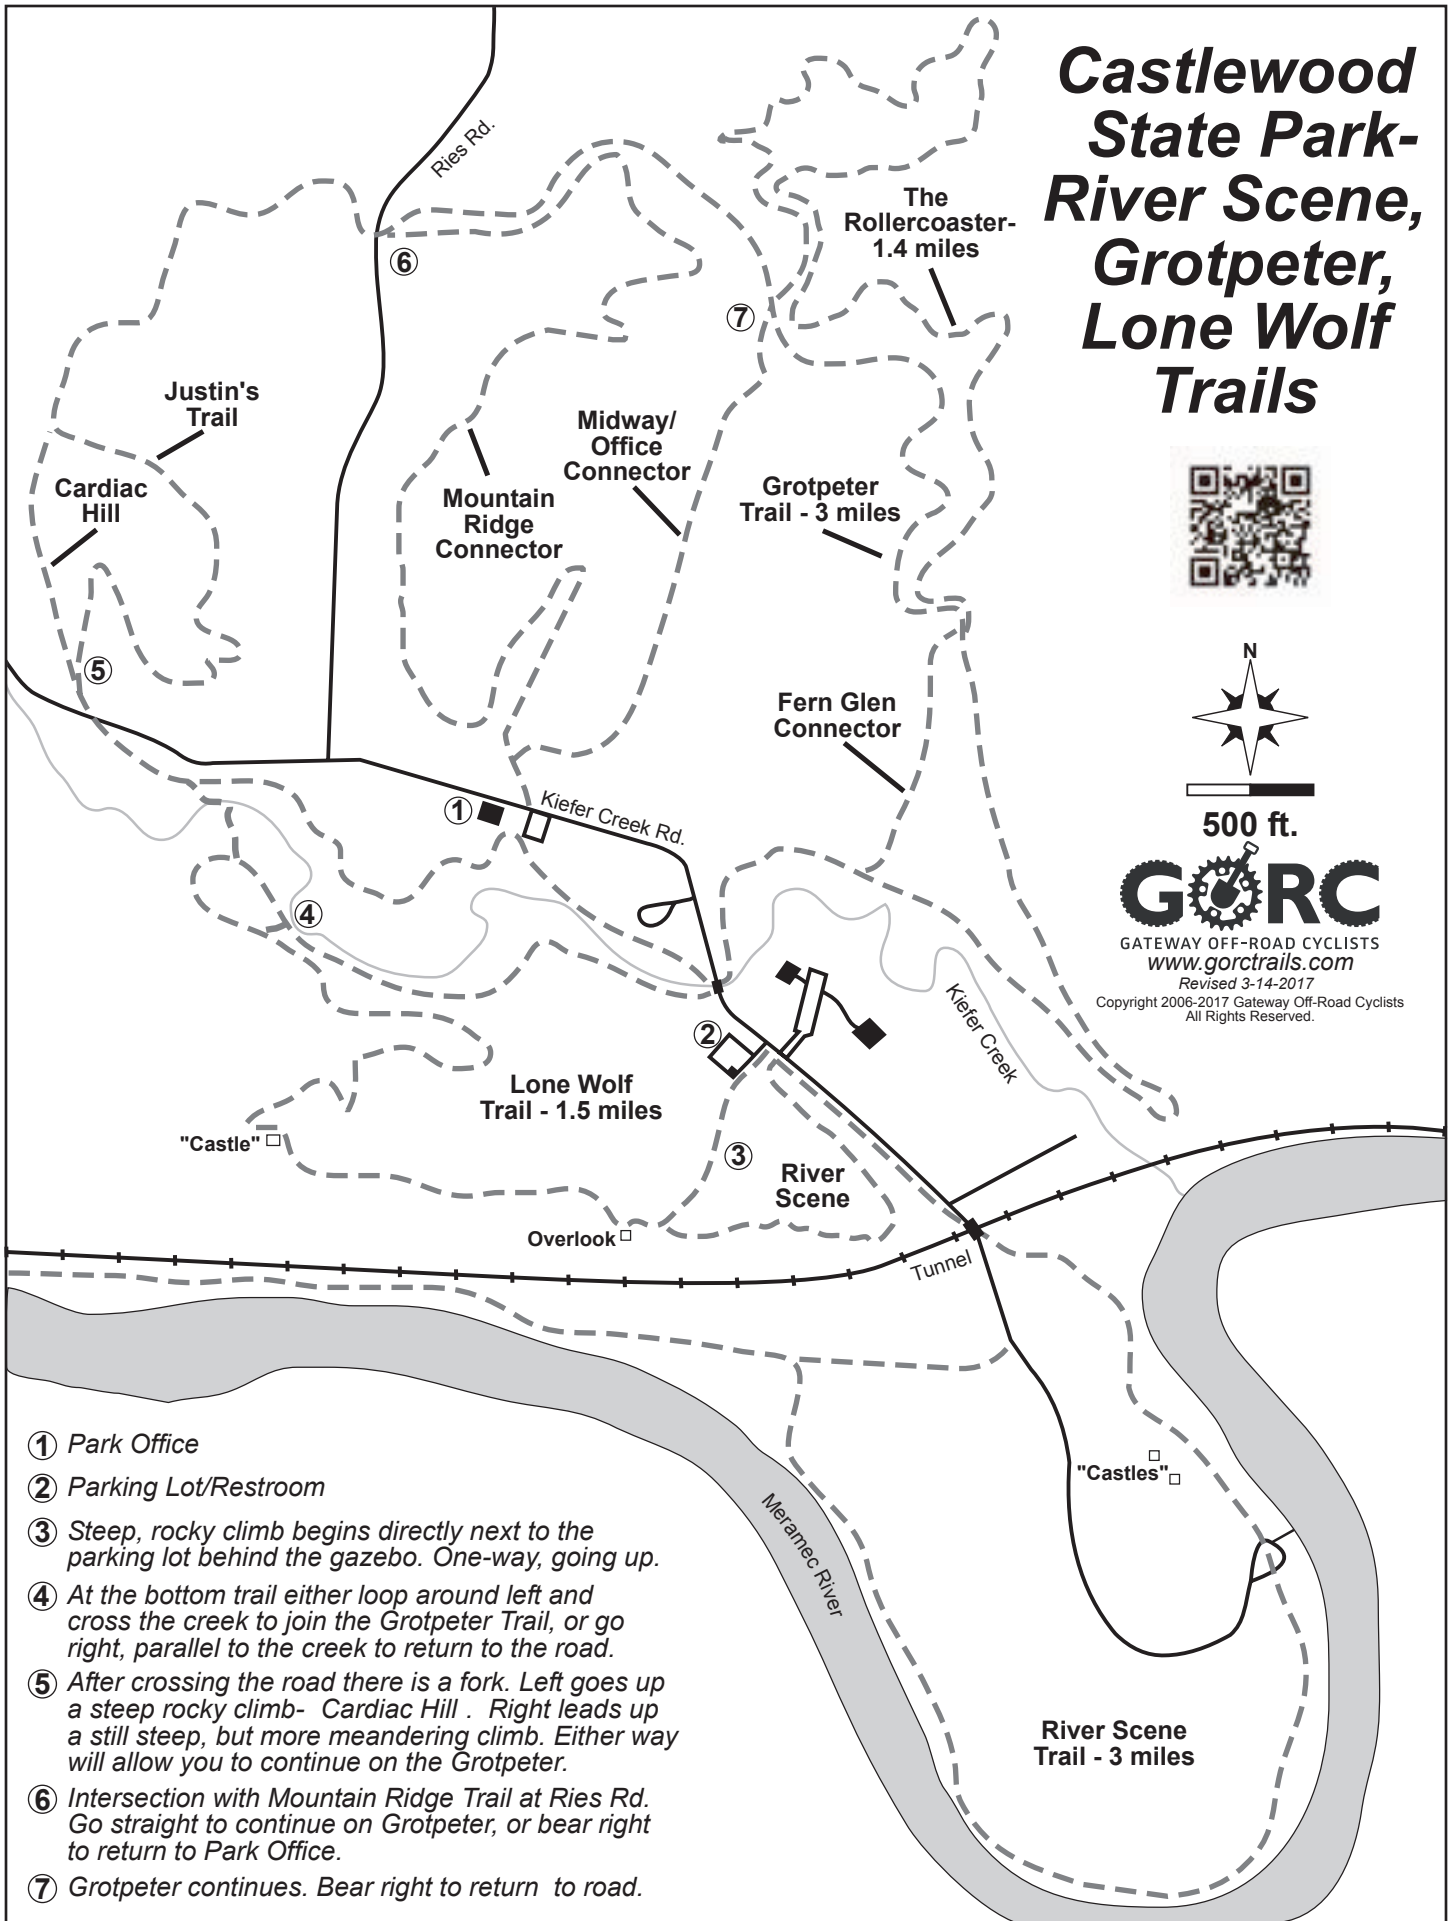 Castlewood
State Park-
River Scene,
Grotpeter,
Lone Wolf
Trails
Ries Rd.
The
Rollercoaster-
1.4 miles
6
7
Justin's
Trail
Cardiac
Hill
Mountain
Ridge
Connector
Midway/
Office
Connector
Grotpeter
Trail - 3 miles
5
Fern Glen
Connector
N
500 ft.
1
Kiefer Creek Rd.
GORC
GATEWAY OFF-ROAD CYCLISTS
www.gorctrails.com
Revised 3-14-2017
Copyright 2006-2017 Gateway Off-Road Cyclists
All Rights Reserved.
4
2
Kiefer Creek
Lone Wolf
Trail - 1.5 miles
"Castle"
3
River
Scene
Overlook
Tunnel
"Castles"
Meramec River
River Scene
Trail - 3 miles
1 Park Office
2 Parking Lot/Restroom
3 Steep, rocky climb begins directly next to the
parking lot behind the gazebo. One-way, going up.
4 At the bottom trail either loop around left and
cross the creek to join the Grotpeter Trail, or go
right, parallel to the creek to return to the road.
5 After crossing the road there is a fork. Left goes up
a steep rocky climb- Cardiac Hill . Right leads up
a still steep, but more meandering climb. Either way
will allow you to continue on the Grotpeter.
6 Intersection with Mountain Ridge Trail at Ries Rd.
Go straight to continue on Grotpeter, or bear right
to return to Park Office.
7 Grotpeter continues. Bear right to return to road.